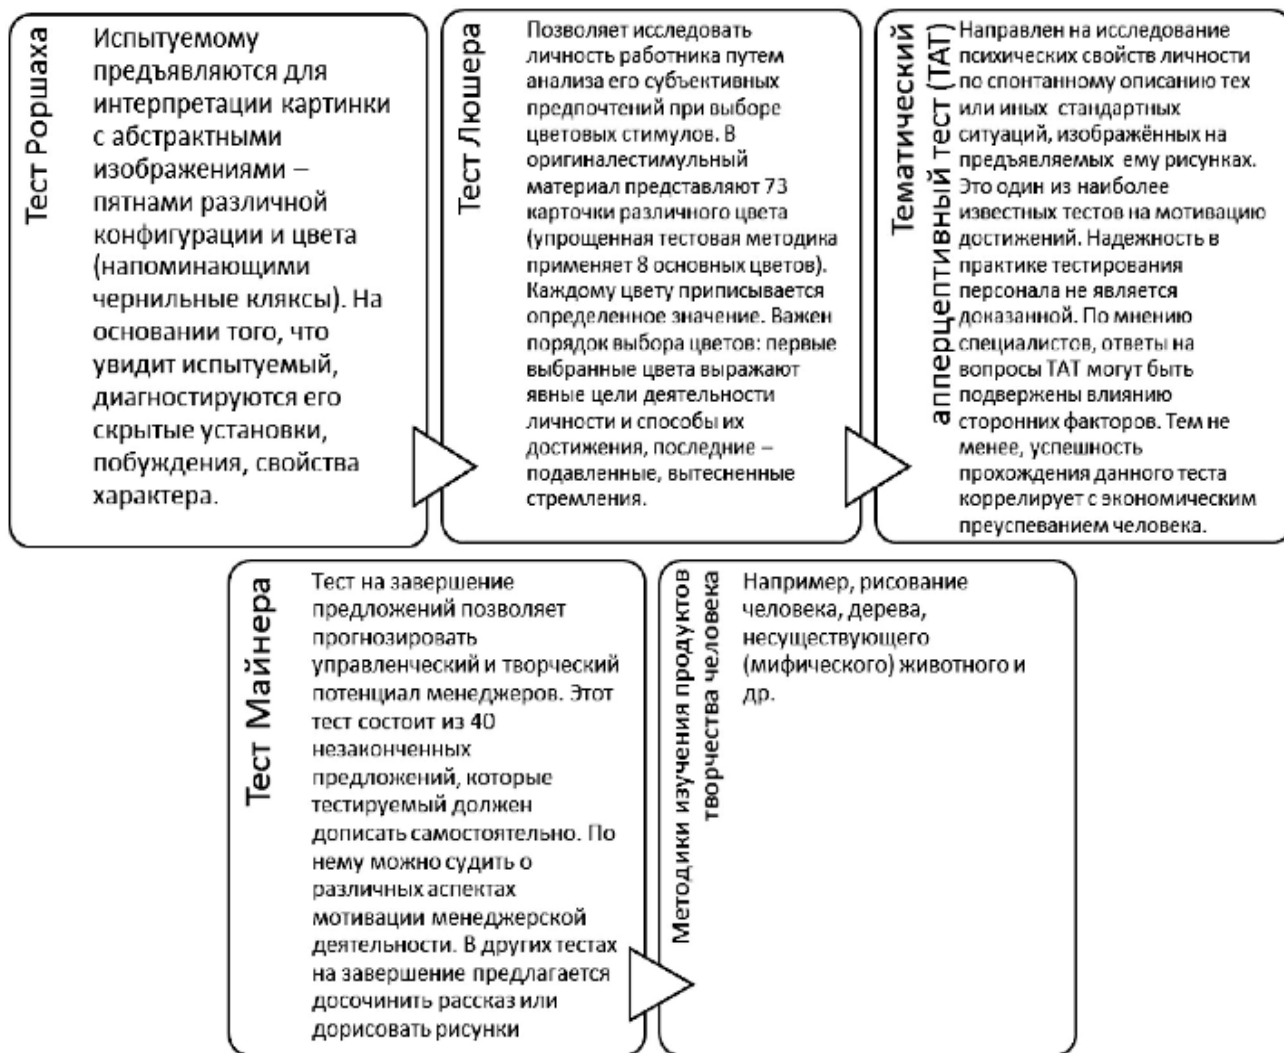 Тест Роршаха
Испытуемому
предъявляются для
интерпретации картинки
с абстрактными
изображениями –
пятнами различной
конфигурации и цвета
(напоминающими
чернильные кляксы). На
основании того, что
увидит испытуемый,
диагностируются его
скрытые установки,
побуждения, свойства
характера.
Тест Люшера
Позволяет исследовать
личность работника путем
анализа его субъективных
предпочтений при выборе
цветовых стимулов. В
оригиналестимульный
материал представляют 73
карточки различного цвета
(упрощенная тестовая методика
применяет 8 основных цветов).
Каждому цвету приписывается
определенное значение. Важен
порядок выбора цветов: первые
выбранные цвета выражают
явные цели деятельности
личности и способы их
достижения, последние –
подавленные, вытесненные
стремления.
Тематический
апперцептивный тест (ТАТ)
Направлен на исследование
психических свойств личности
по спонтанному описанию тех
или иных стандартных
ситуаций, изображённых на
предъявляемых ему рисунках.
Это один из наиболее
известных тестов на мотивацию
достижений. Надежность в
практике тестирования
персонала не является
доказанной. По мнению
специалистов, ответы на
вопросы ТАТ могут быть
подвержены влиянию
сторонних факторов. Тем не
менее, успешность
прохождения данного теста
коррелирует с экономическим
преуспеванием человека.
Тест Майнера
Тест на завершение
предложений позволяет
прогнозировать
управленческий и творческий
потенциал менеджеров. Этот
тест состоит из 40
незаконченных
предложений, которые
тестируемый должен
дописать самостоятельно. По
нему можно судить о
различных аспектах
мотивации менеджерской
деятельности. В других тестах
на завершение предлагается
досочинить рассказ или
дорисовать рисунки
Методики изучения продуктов
творчества человека
Например, рисование
человека, дерева,
несуществующего
(мифического) животного и
др.